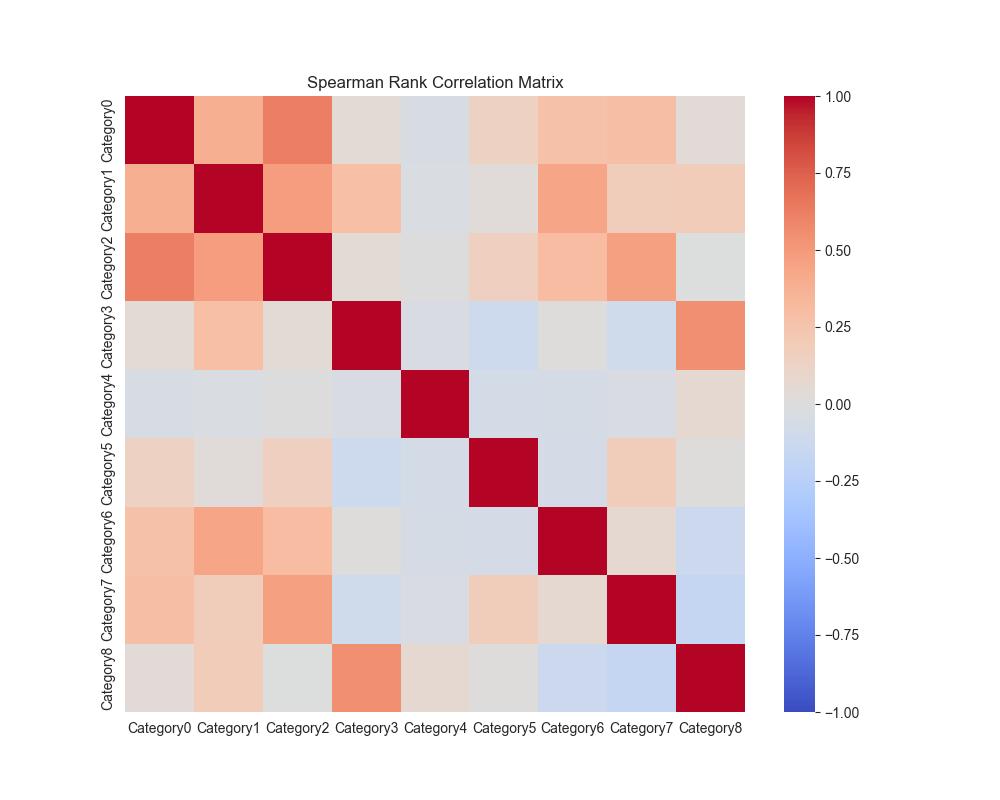 Spearman Rank Correlation Matrix
Category0
Category1
Category2
Category3
Category4
Category5
Category6
Category7
Category8
Category0 Category1 Category2 Category3 Category4 Category5 Category6 Category7 Category8
1.00
0.75
0.50
0.25
0.00
−0.25
−0.50
−0.75
−1.00